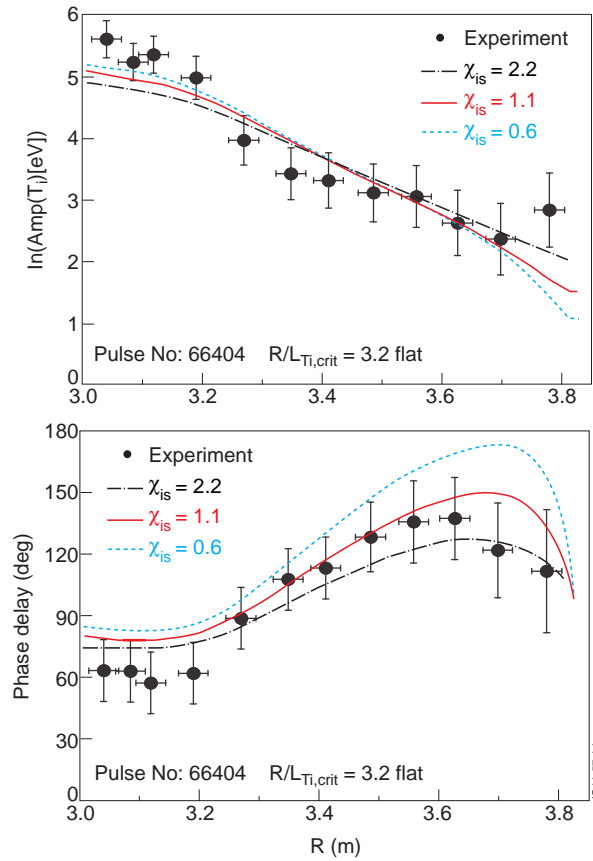 6
5
4
3
2
1
0
ln(Amp(Tᵢ)[eV]
Experiment
χis = 2.2
χis = 1.1
χis = 0.6
Pulse No: 66404 R/LTi,crit = 3.2 flat
3.0 3.2 3.4 3.6 3.8
180
150
120
90
60
30
0
Phase delay (deg)
Experiment
χis = 2.2
χis = 1.1
χis = 0.6
Pulse No: 66404 R/LTi,crit = 3.2 flat
3.0 3.2 3.4 3.6 3.8
R (m)